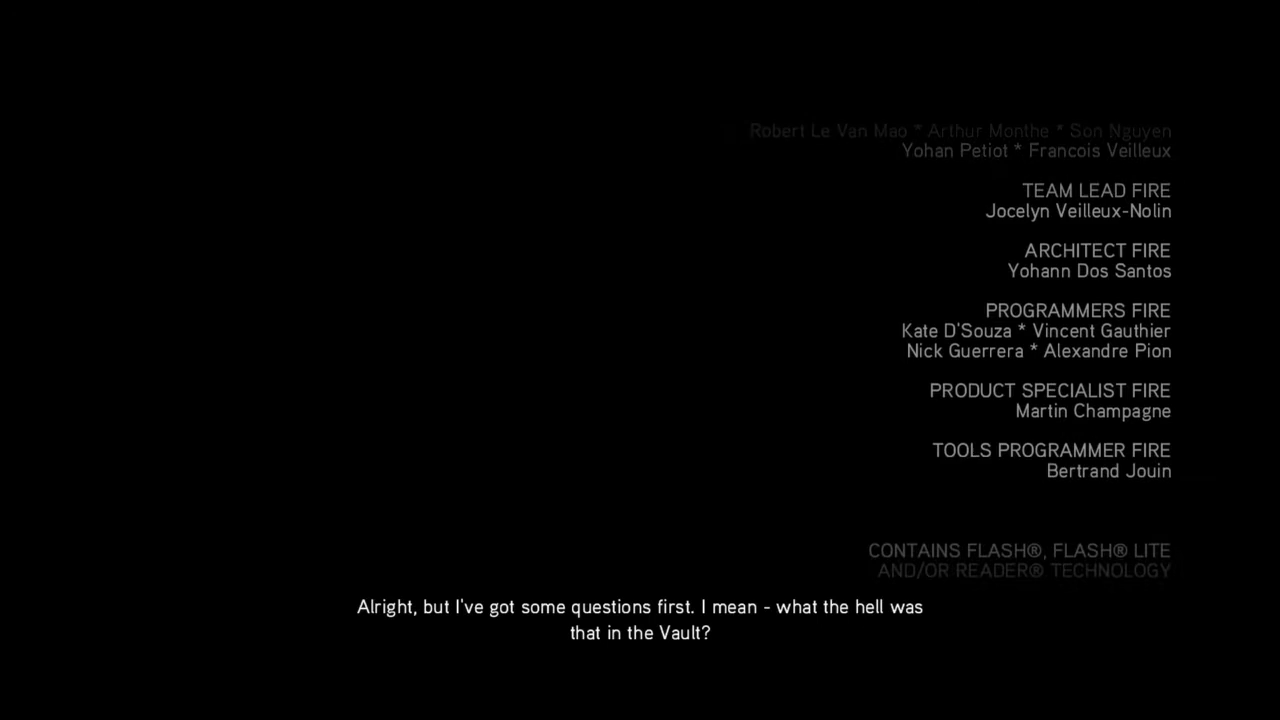 Robert Le Van Mao * Arthur Monthe * Son Nguyen
Yohan Petiot * Francois Veilleux
TEAM LEAD FIRE
Jocelyn Veilleux-Nolin
ARCHITECT FIRE
Yohann Dos Santos
PROGRAMMERS FIRE
Kate D'Souza * Vincent Gauthier
Nick Guerrera * Alexandre Pion
PRODUCT SPECIALIST FIRE
Martin Champagne
TOOLS PROGRAMMER FIRE
Bertrand Jouin
CONTAINS FLASH®, FLASH® LITE
AND/OR READER® TECHNOLOGY
Alright, but I've got some questions first. I mean - what the hell was
that in the Vault?